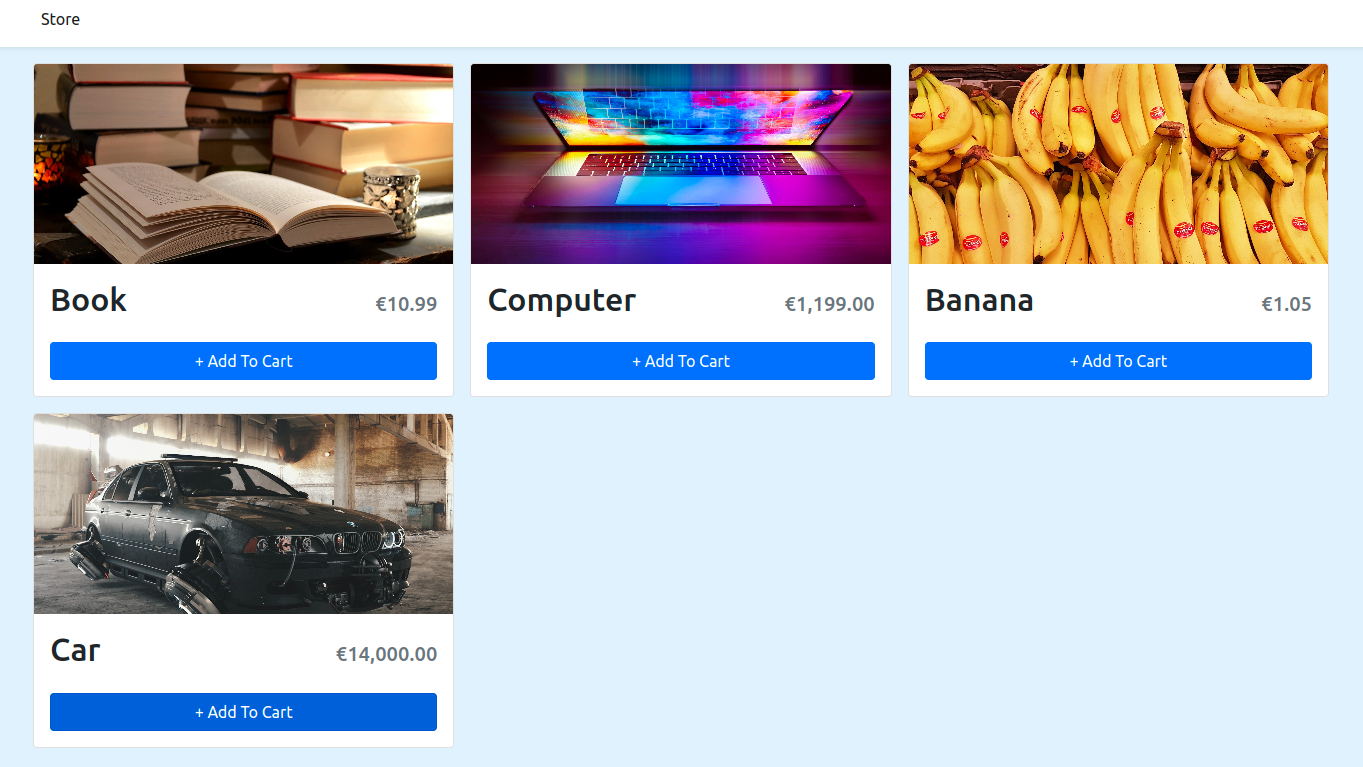 Store
Book €10.99
+ Add To Cart
Computer €1,199.00
+ Add To Cart
Banana €1.05
+ Add To Cart
Car €14,000.00
+ Add To Cart